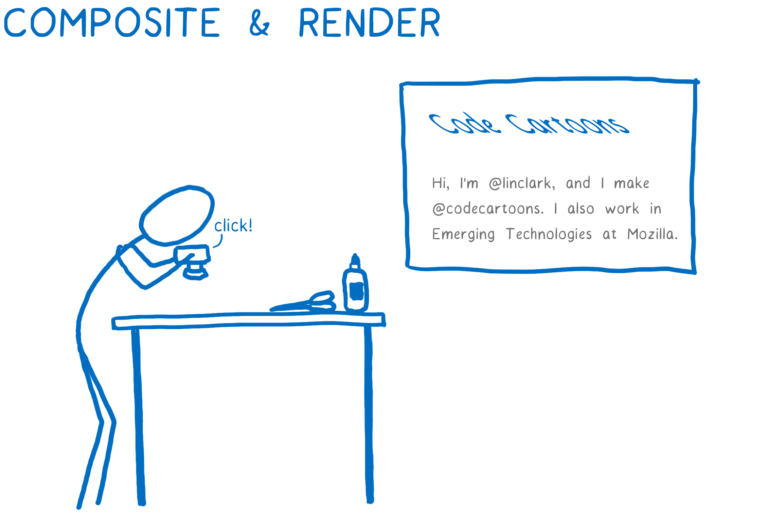 COMPOSITE & RENDER
Code Cartoons
click!
Hi, I'm @linclark, and I make
@codecartoons. I also work in
Emerging Technologies at Mozilla.